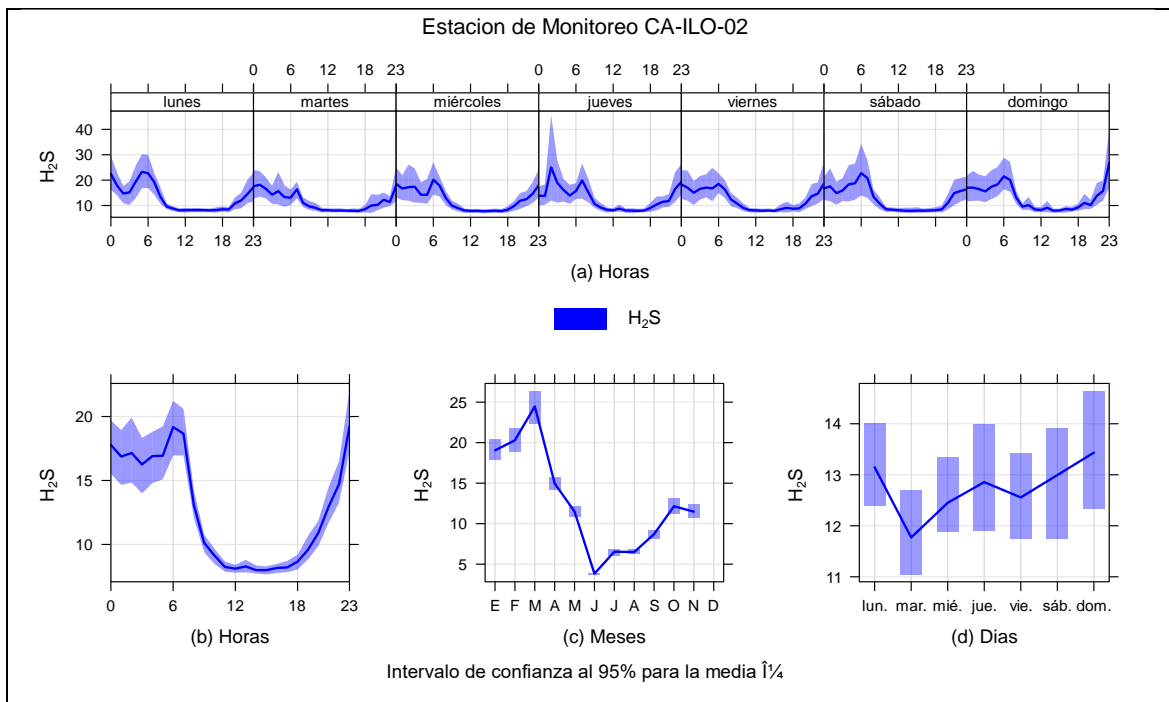 Estacion de Monitoreo CA-ILO-02
0 6 12 18 23 0 6 12 18 23 0 6 12 18 23
lunes martes miércoles jueves viernes sábado domingo
H₂S
40
30
20
10
0 6 12 18 23 0 6 12 18 23 0 6 12 18 23 0 6 12 18 23
(a) Horas
H₂S
H₂S
20
15
10
0 6 12 18 23
(b) Horas
H₂S
25
20
15
10
5
E F M A M J J A S O N D
(c) Meses
H₂S
14
13
12
11
lun. mar. mié. jue. vie. sáb. dom.
(d) Dias
Intervalo de confianza al 95% para la media Î¼